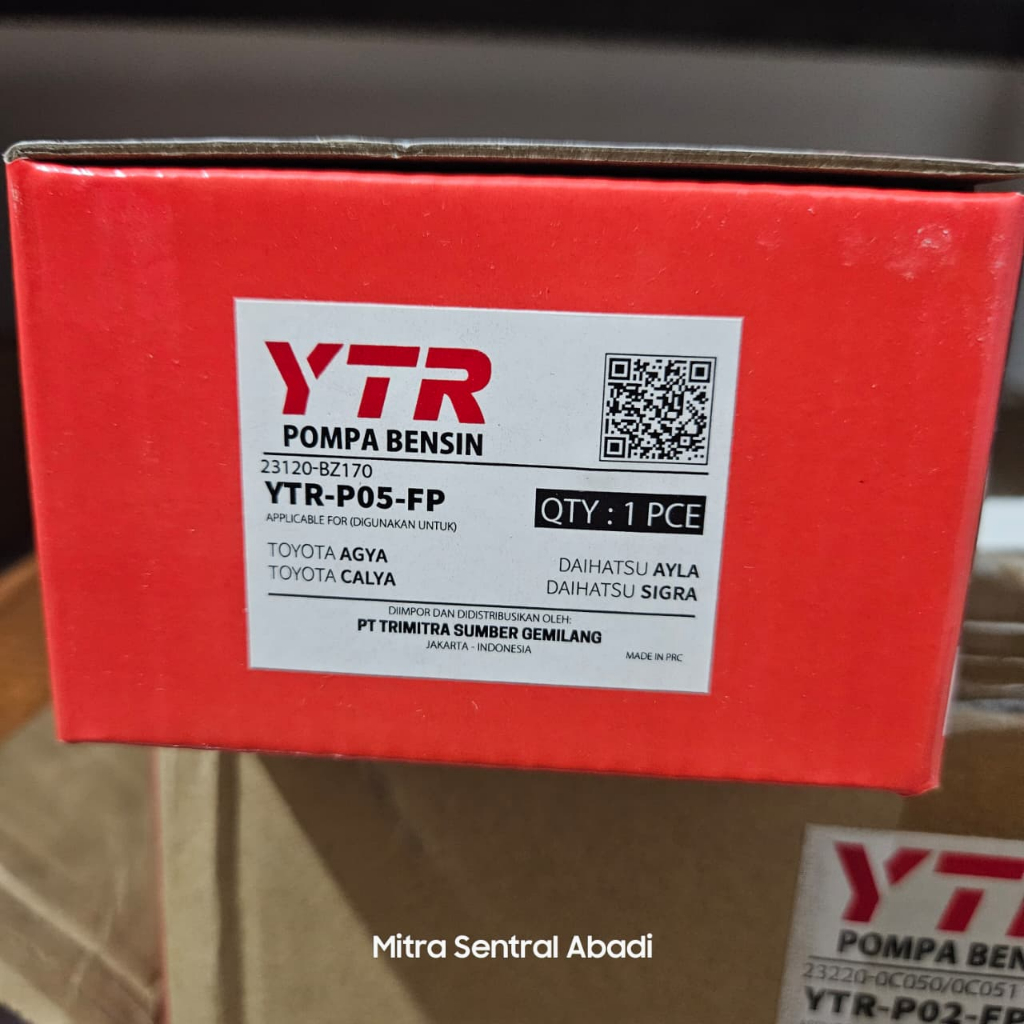 YTR
POMPA BENSIN
23120-BZ170
YTR-P05-FP
QTY : 1 PCE
APPLICABLE FOR (DIGUNAKAN UNTUK)
TOYOTA AGYA
TOYOTA CALYA
DAIHATSU AYLA
DAIHATSU SIGRA
DIIMPOR DAN DIDISTRIBUSIKAN OLEH:
PT TRIMITRA SUMBER GEMILANG
JAKARTA - INDONESIA
MADE IN PRC
YT
POMPA BEN
23220-0C050/0C051
YTR-P02-FP
Mitra Sentral Abadi